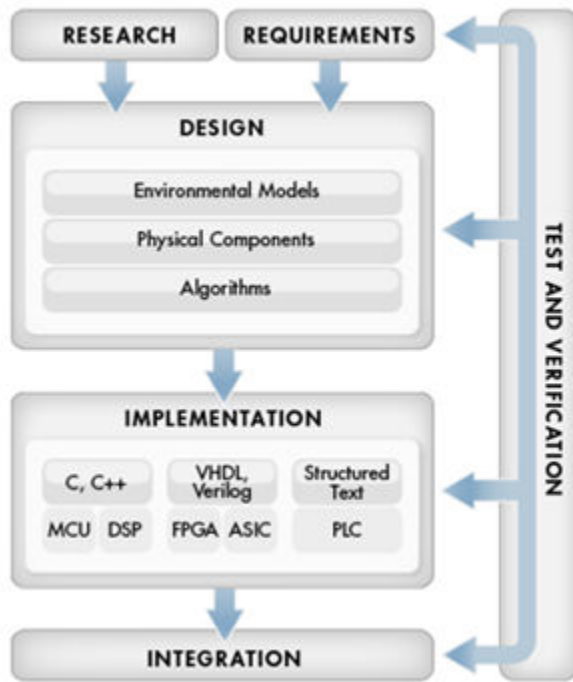 RESEARCH
REQUIREMENTS
DESIGN
Environmental Models
Physical Components
Algorithms
IMPLEMENTATION
C, C++
VHDL,
Verilog
Structured
Text
MCU
DSP
FPGA
ASIC
PLC
INTEGRATION
TEST AND VERIFICATION